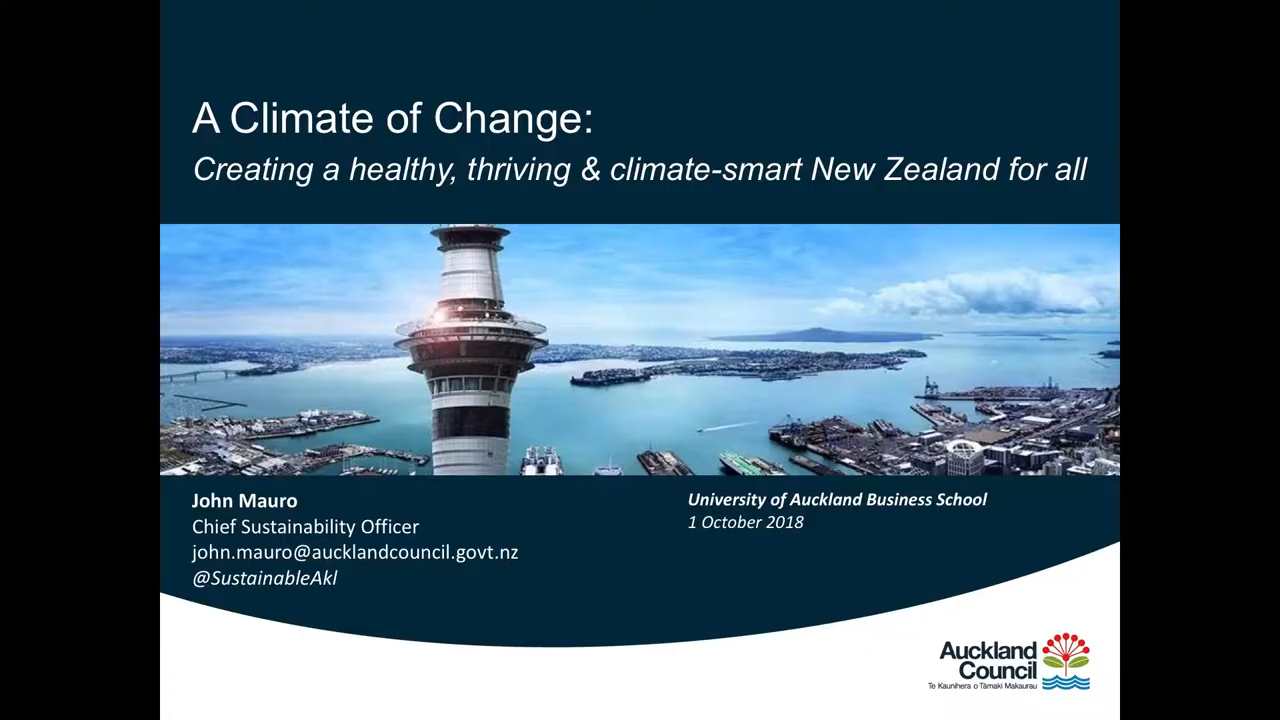 A Climate of Change:
Creating a healthy, thriving & climate-smart New Zealand for all
John Mauro
Chief Sustainability Officer
john.mauro@aucklandcouncil.govt.nz
@SustainableAkl
University of Auckland Business School
1 October 2018
Auckland
Council
Te Kaunihera o Tāmaki Makaurau